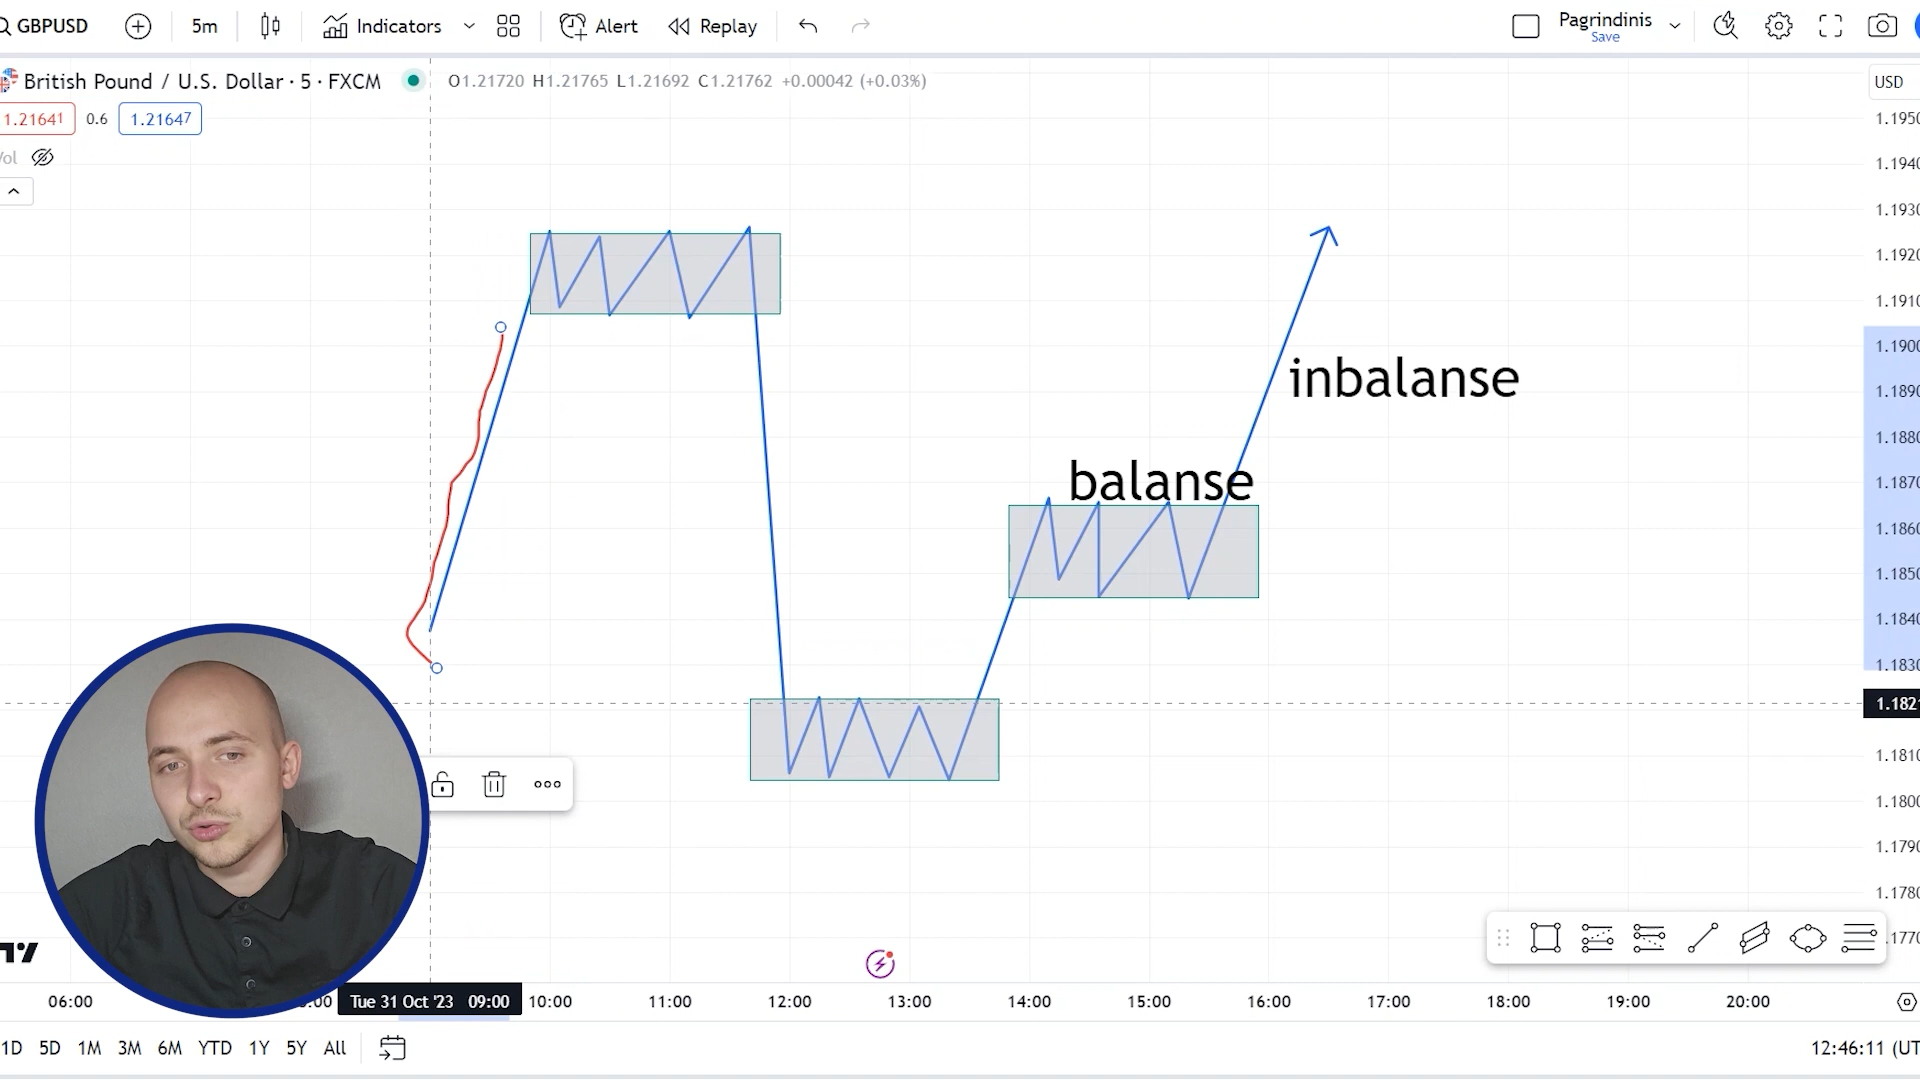 GBPUSD 5m Indicators Alert Replay Pagrindinis
Save
British Pound / U.S. Dollar · 5 · FXCM O1.21720 H1.21765 L1.21692 C1.21762 +0.00042 (+0.03%)
USD
1.21641 0.6 1.21647
inbalanse
balanse
Tue 31 Oct '23 09:00
06:00 10:00 11:00 12:00 13:00 14:00 15:00 16:00 17:00 18:00 19:00 20:00
1D 5D 1M 3M 6M YTD 1Y 5Y All
12:46:11